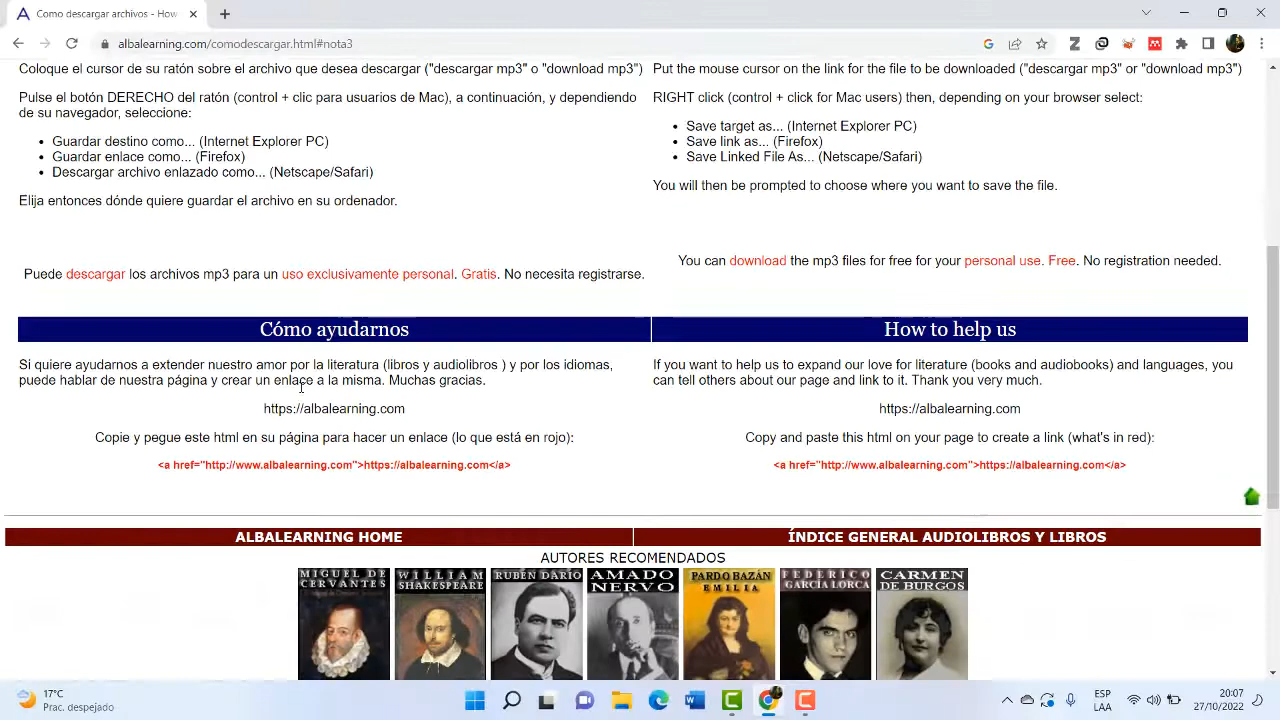 Como descargar archivos - How
albalearning.com/comodescargar.html#nota3
Coloque el cursor de su ratón sobre el archivo que desea descargar ("descargar mp3" o "download mp3")
Pulse el botón DERECHO del ratón (control + clic para usuarios de Mac), a continuación, y dependiendo
de su navegador, seleccione:
Guardar destino como... (Internet Explorer PC)
Guardar enlace como... (Firefox)
Descargar archivo enlazado como... (Netscape/Safari)
Elija entonces dónde quiere guardar el archivo en su ordenador.
Puede descargar los archivos mp3 para un uso exclusivamente personal. Gratis. No necesita registrarse.
Put the mouse cursor on the link for the file to be downloaded ("descargar mp3" or "download mp3")
RIGHT click (control + click for Mac users) then, depending on your browser select:
Save target as... (Internet Explorer PC)
Save link as... (Firefox)
Save Linked File As... (Netscape/Safari)
You will then be prompted to choose where you want to save the file.
You can download the mp3 files for free for your personal use. Free. No registration needed.
Cómo ayudarnos
Si quiere ayudarnos a extender nuestro amor por la literatura (libros y audiolibros ) y por los idiomas,
puede hablar de nuestra página y crear un enlace a la misma. Muchas gracias.
https://albalearning.com
Copie y pegue este html en su página para hacer un enlace (lo que está en rojo):
<a href="http://www.albalearning.com">https://albalearning.com</a>
How to help us
If you want to help us to expand our love for literature (books and audiobooks) and languages, you
can tell others about our page and link to it. Thank you very much.
https://albalearning.com
Copy and paste this html on your page to create a link (what's in red):
<a href="http://www.albalearning.com">https://albalearning.com</a>
ALBALEARNING HOME
ÍNDICE GENERAL AUDIOLIBROS Y LIBROS
AUTORES RECOMENDADOS
MIGUEL DE
CERVANTES
WILLIAM
SHAKESPEARE
RUBÉN DARÍO
AMADO
NERVO
PARDO BAZÁN
EMILIA
FEDERICO
GARCÍA LORCA
CARMEN
DE BURGOS
17°C
Parc. despejado
ESP
LAA
20:07
27/10/2022